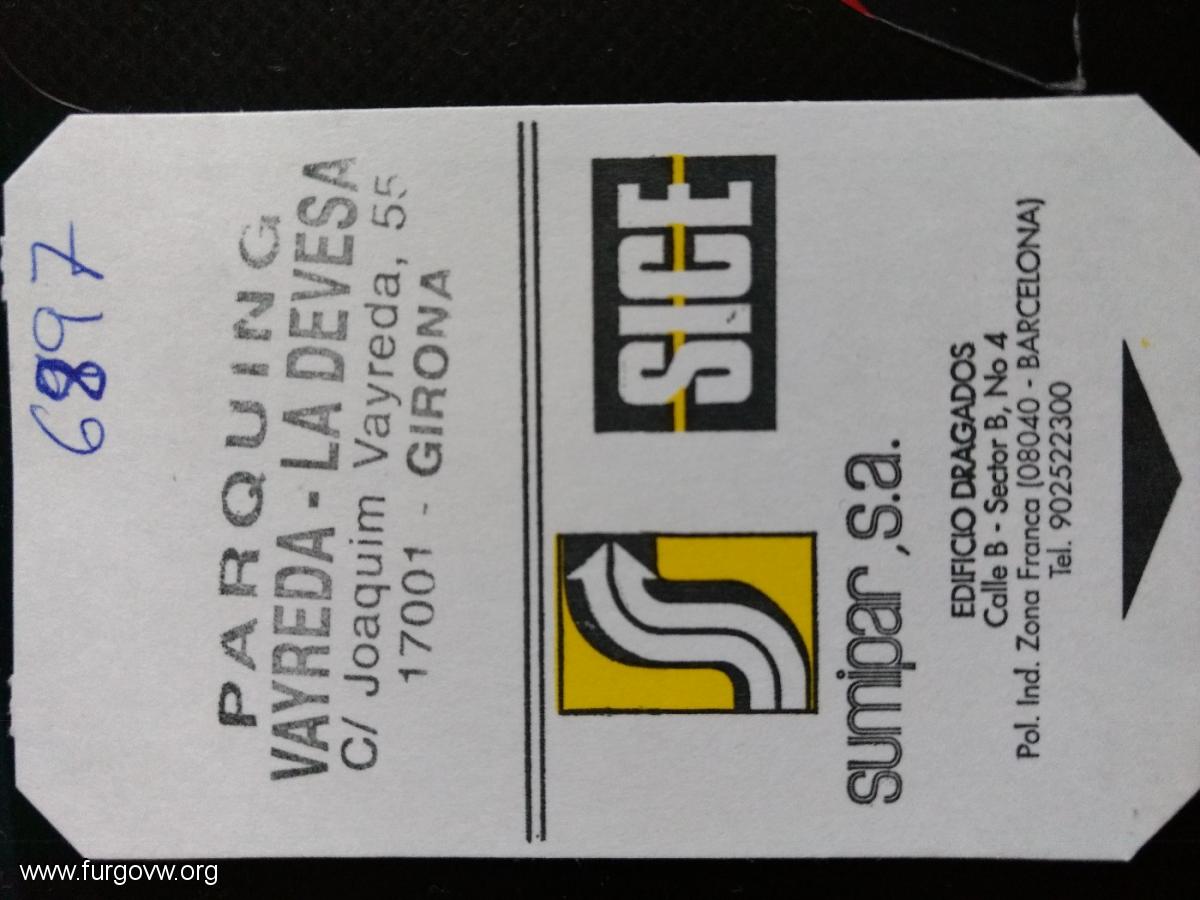 6897
PARQUING
VAYREDA - LA DEVESA
C/ Joaquim Vayreda, 55
17001 - GIRONA
SICE
sumipar, s.a.
EDIFICIO DRAGADOS
Calle B - Sector B, No 4
Pol. Ind. Zona Franca (08040 - BARCELONA)
Tel. 902522300
www.furgovw.org